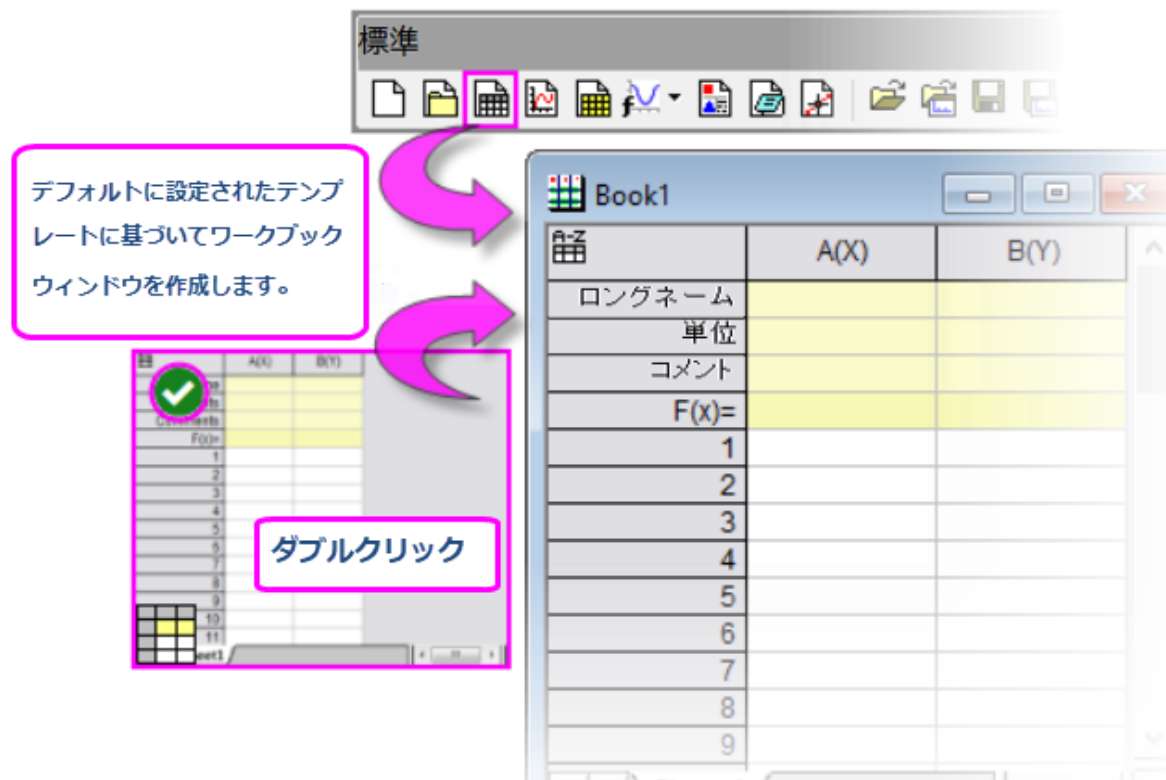 標準
デフォルトに設定されたテンプ
レートに基づいてワークブック
ウィンドウを作成します。
Book1
A(X) B(Y)
ロングネーム
単位
コメント
F(x)=
1
2
3
4
5
6
7
8
9
A(X) B(Y)
F(x)=
1
2
3
4
5
6
7
8
9
10
11
ダブルクリック